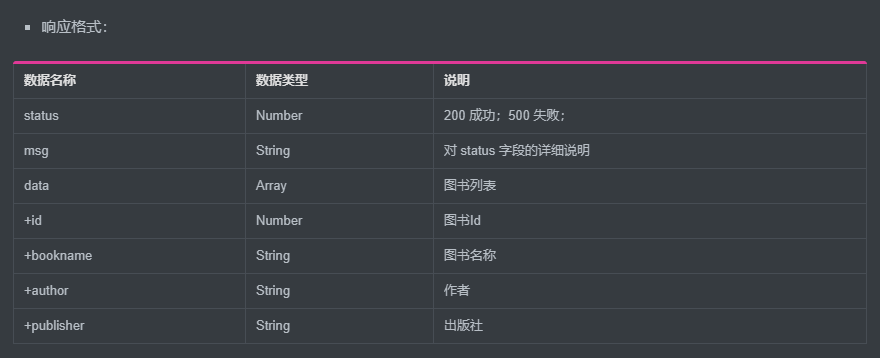 响应格式：
数据名称 数据类型 说明
status Number 200 成功；500 失败；
msg String 对 status 字段的详细说明
data Array 图书列表
+id Number 图书Id
+bookname String 图书名称
+author String 作者
+publisher String 出版社